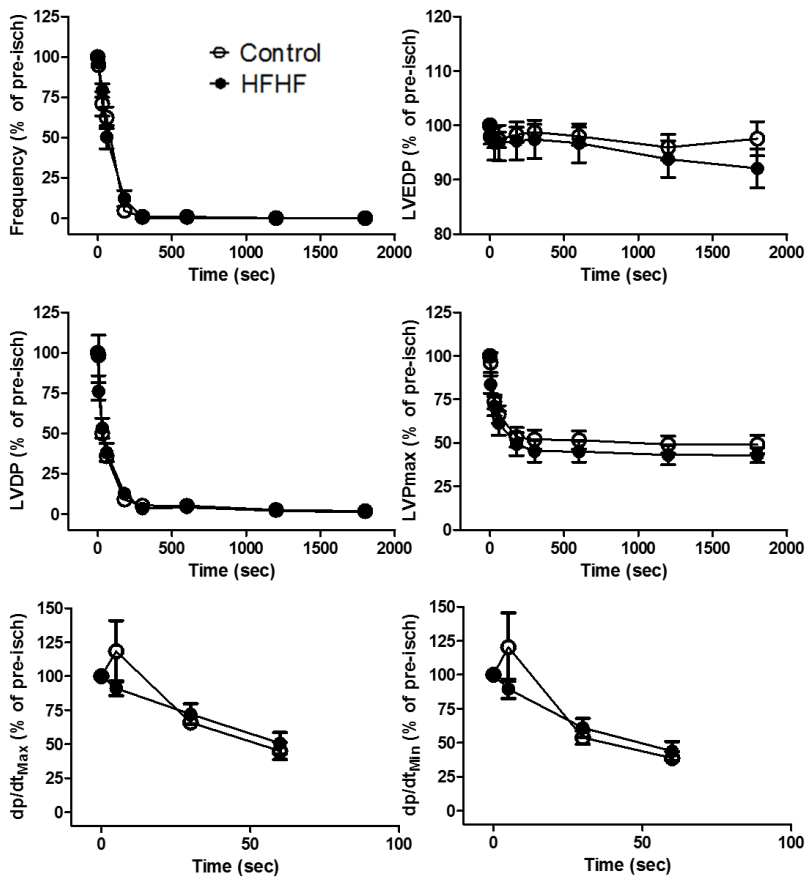 Frequency (% of pre-isch)
125
100
75
50
25
0
Control
HFHF
0 500 1000 1500 2000
Time (sec)
LVEDP (% of pre-isch)
120
110
100
90
80
0 500 1000 1500 2000
Time (sec)
LVDP (% of pre-isch)
125
100
75
50
25
0
0 500 1000 1500 2000
Time (sec)
LVPmax (% of pre-isch)
125
100
75
50
25
0
0 500 1000 1500 2000
Time (sec)
dp/dtMax (% of pre-isch)
150
125
100
75
50
25
0
0 50 100
Time (sec)
dp/dtMin (% of pre-isch)
150
125
100
75
50
25
0
0 50 100
Time (sec)